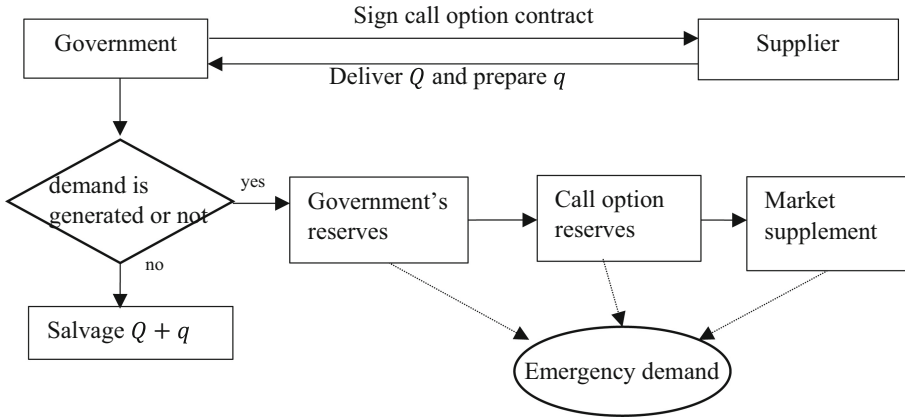 Sign call option contract
Government
Supplier
Deliver Q and prepare q
demand is
generated or not
yes
Government's
reserves
Call option
reserves
Market
supplement
no
Salvage Q + q
Emergency demand